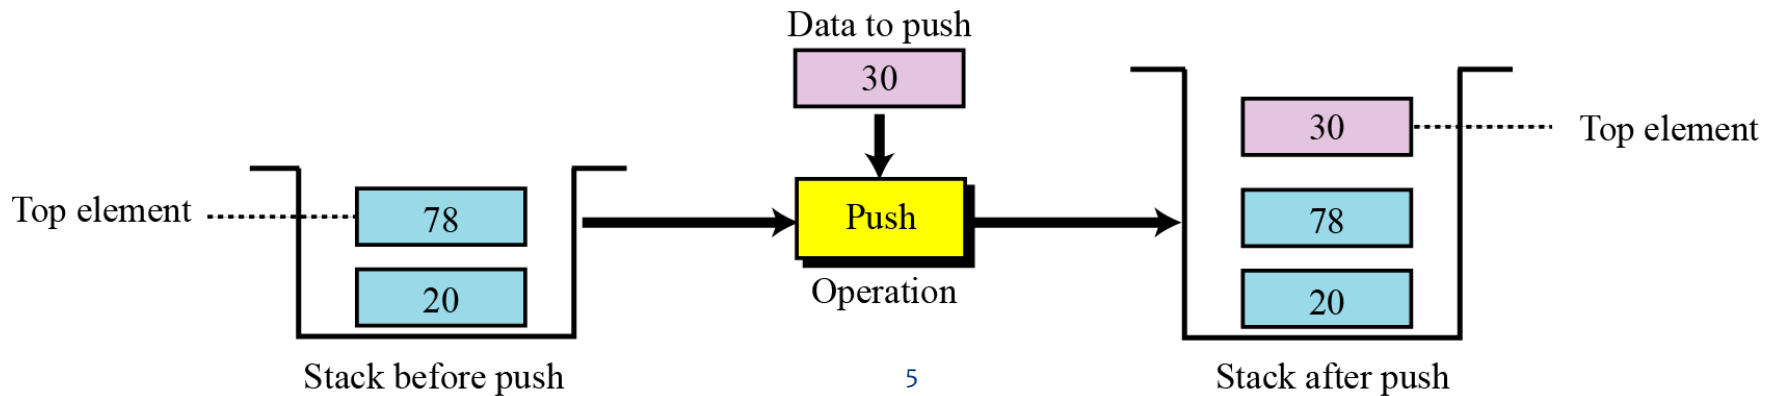 Data to push
30
Top element
78
20
Stack before push
Push
Operation
5
30
Top element
78
20
Stack after push